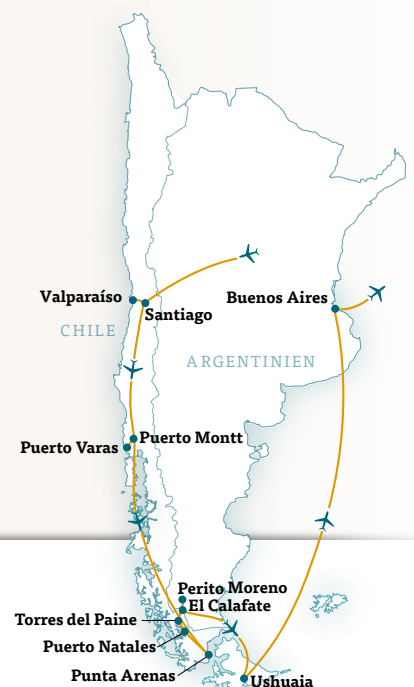 Valparaíso
Buenos Aires
Santiago
CHILE
ARGENTINIEN
Puerto Montt
Puerto Varas
Perito Moreno
El Calafate
Torres del Paine
Puerto Natales
Punta Arenas
Ushuaia